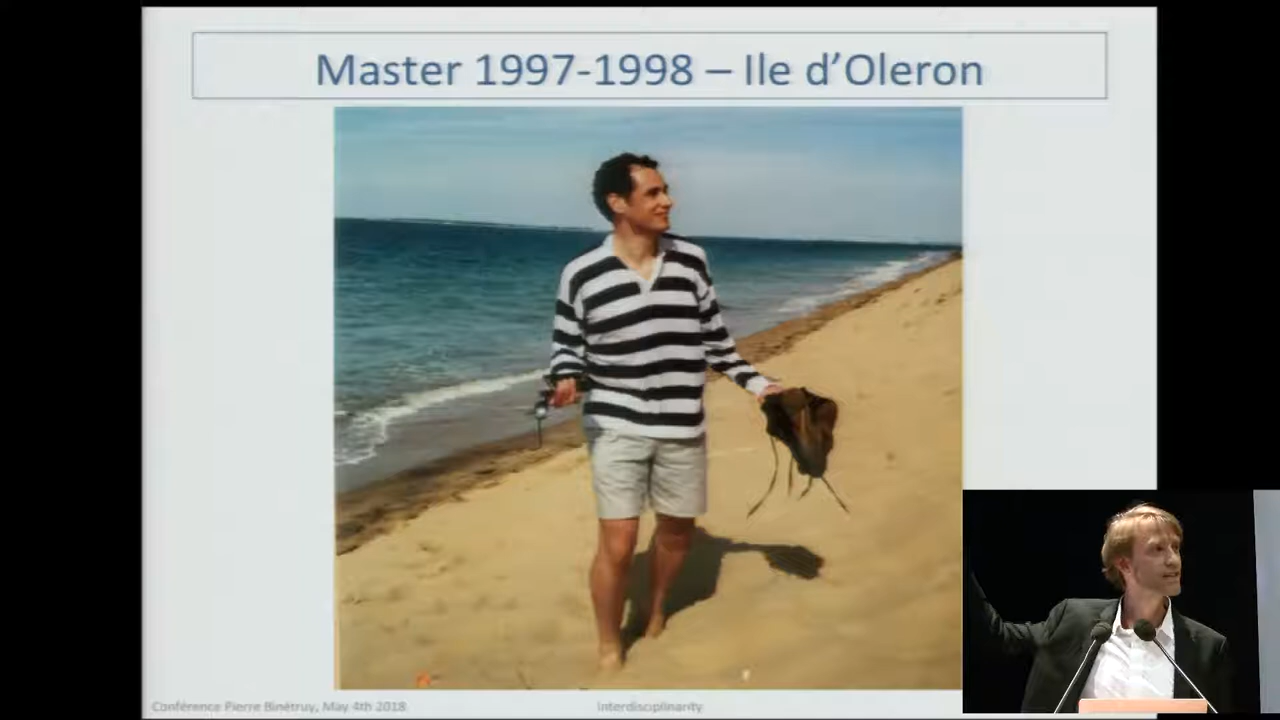 Master 1997-1998 – Ile d'Oleron
Conférence Pierre Binétruy, May 4th 2018
Interdisciplinarity